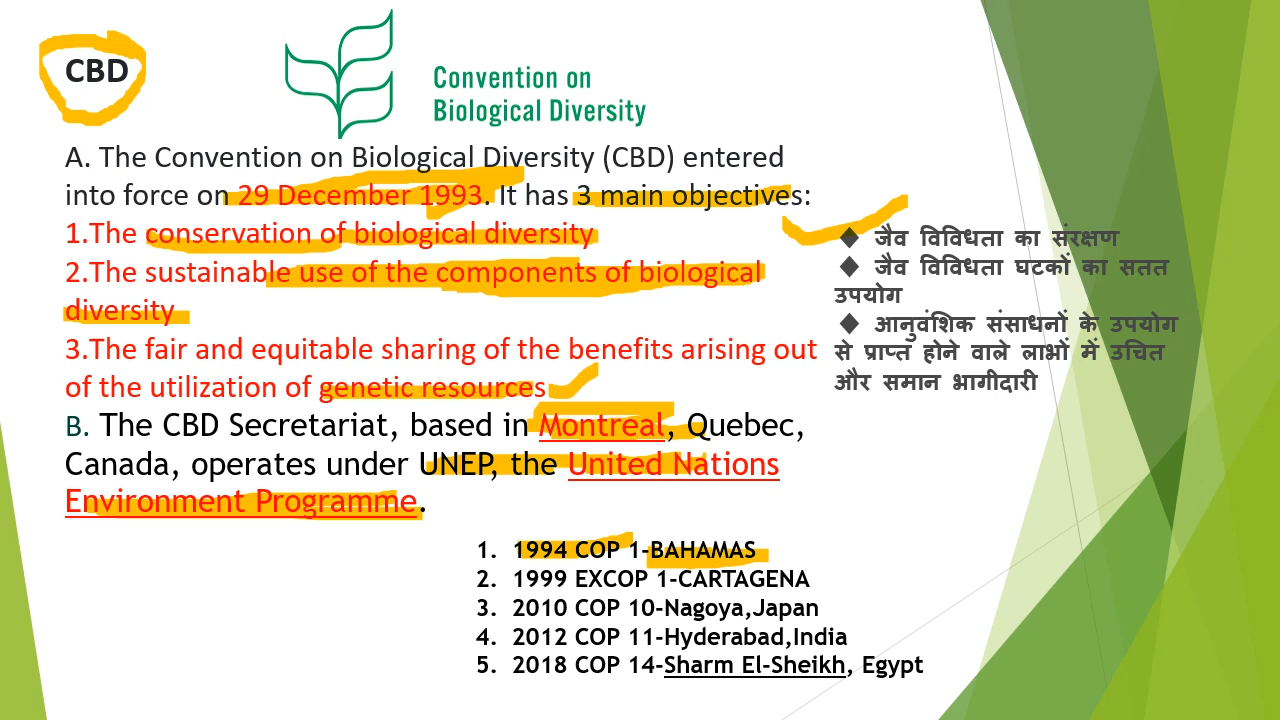 CBD
Convention on
Biological Diversity
A. The Convention on Biological Diversity (CBD) entered
into force on 29 December 1993. It has 3 main objectives:
1.The conservation of biological diversity
2.The sustainable use of the components of biological
diversity
3.The fair and equitable sharing of the benefits arising out
of the utilization of genetic resources
B. The CBD Secretariat, based in Montreal, Quebec,
Canada, operates under UNEP, the United Nations
Environment Programme.
◆ जैव विविधता का संरक्षण
◆ जैव विविधता घटकों का सतत
उपयोग
◆ आनुवंशिक संसाधनों के उपयोग
से प्राप्त होने वाले लाभों में उचित
और समान भागीदारी
1. 1994 COP 1-BAHAMAS
2. 1999 EXCOP 1-CARTAGENA
3. 2010 COP 10-Nagoya,Japan
4. 2012 COP 11-Hyderabad,India
5. 2018 COP 14-Sharm El-Sheikh, Egypt